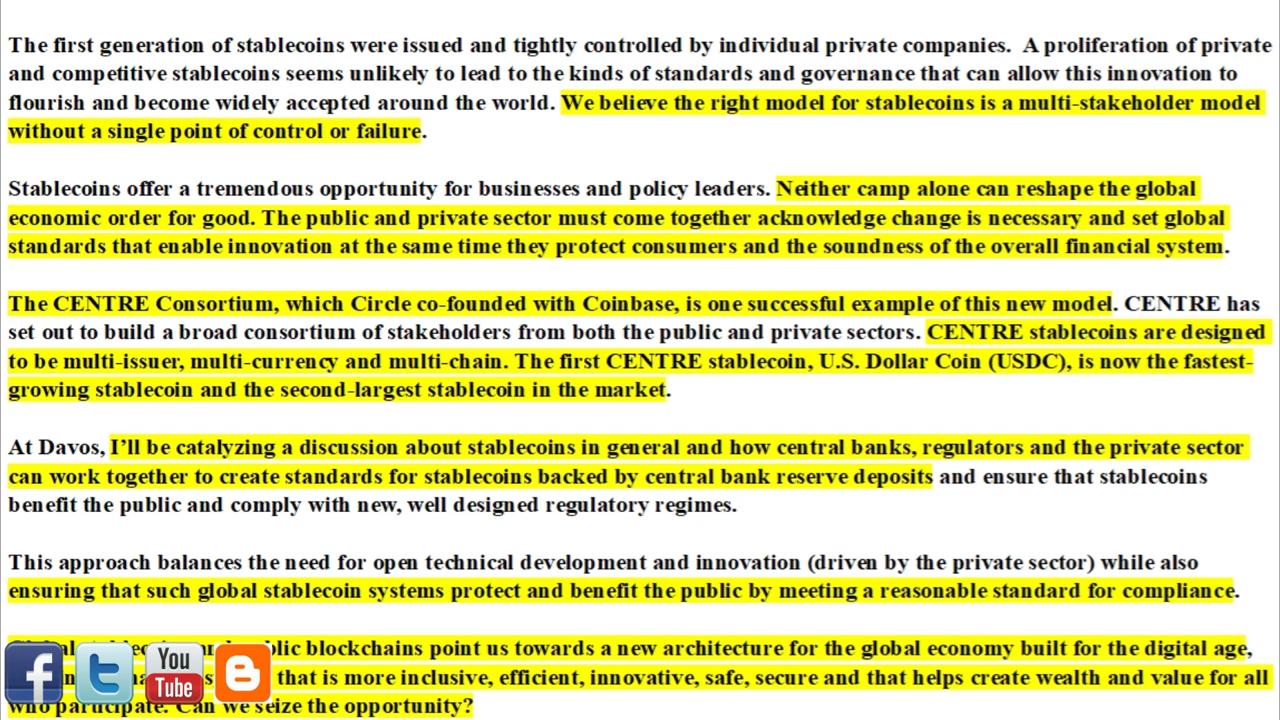 The first generation of stablecoins were issued and tightly controlled by individual private companies.  A proliferation of private
and competitive stablecoins seems unlikely to lead to the kinds of standards and governance that can allow this innovation to
flourish and become widely accepted around the world. We believe the right model for stablecoins is a multi-stakeholder model
without a single point of control or failure.
Stablecoins offer a tremendous opportunity for businesses and policy leaders. Neither camp alone can reshape the global
economic order for good. The public and private sector must come together acknowledge change is necessary and set global
standards that enable innovation at the same time they protect consumers and the soundness of the overall financial system.
The CENTRE Consortium, which Circle co-founded with Coinbase, is one successful example of this new model. CENTRE has
set out to build a broad consortium of stakeholders from both the public and private sectors. CENTRE stablecoins are designed
to be multi-issuer, multi-currency and multi-chain. The first CENTRE stablecoin, U.S. Dollar Coin (USDC), is now the fastest-
growing stablecoin and the second-largest stablecoin in the market.
At Davos, I’ll be catalyzing a discussion about stablecoins in general and how central banks, regulators and the private sector
can work together to create standards for stablecoins backed by central bank reserve deposits and ensure that stablecoins
benefit the public and comply with new, well designed regulatory regimes.
This approach balances the need for open technical development and innovation (driven by the private sector) while also
ensuring that such global stablecoin systems protect and benefit the public by meeting a reasonable standard for compliance.
blockchains point us towards a new architecture for the global economy built for the digital age,
that is more inclusive, efficient, innovative, safe, secure and that helps create wealth and value for all
who participate. Can we seize the opportunity?
You
Tube